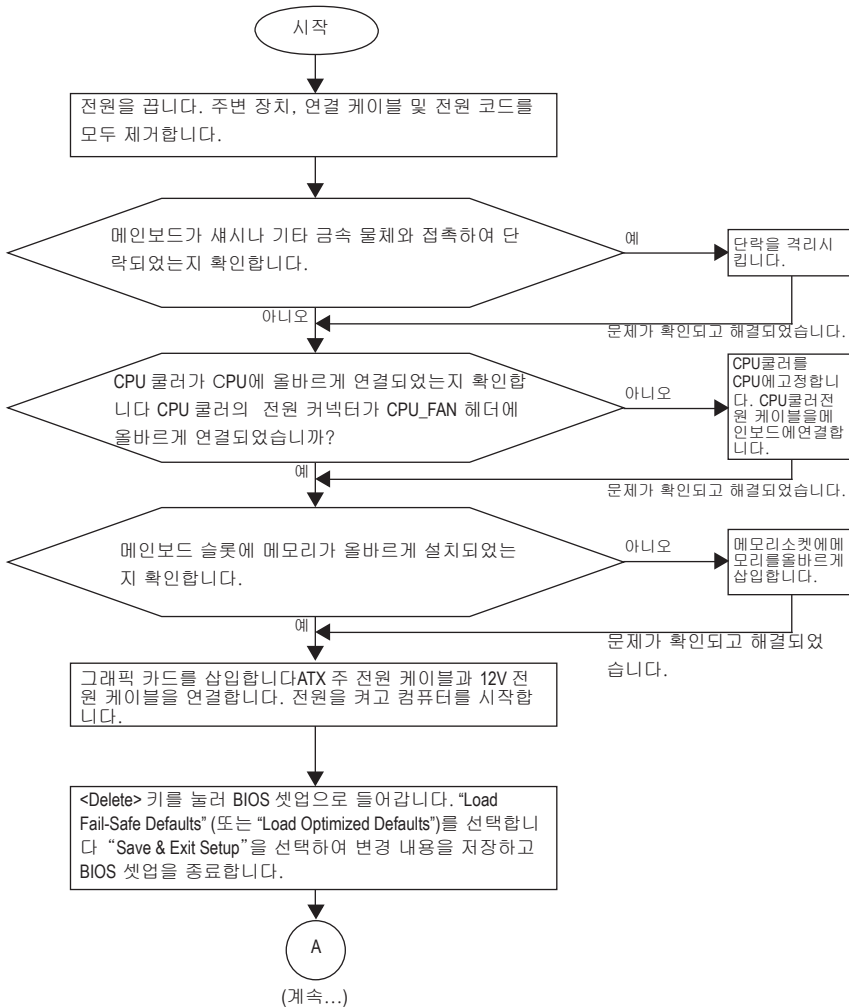 시작
전원을 끕니다. 주변 장치, 연결 케이블 및 전원 코드를
모두 제거합니다.
메인보드가 섀시나 기타 금속 물체와 접촉하여 단
락되었는지 확인합니다.
예
단락을 격리시
킵니다.
아니오
문제가 확인되고 해결되었습니다.
CPU 쿨러가 CPU에 올바르게 연결되었는지 확인합
니다 CPU 쿨러의 전원 커넥터가 CPU_FAN 헤더에
올바르게 연결되었습니까?
아니오
CPU쿨러를
CPU에고정합니
다. CPU쿨러전
원 케이블을메
인보드에연결합
니다.
예
문제가 확인되고 해결되었습니다.
메인보드 슬롯에 메모리가 올바르게 설치되었는
지 확인합니다.
아니오
메모리소켓에메
모리를올바르게
삽입합니다.
예
문제가 확인되고 해결되었
습니다.
그래픽 카드를 삽입합니다ATX 주 전원 케이블과 12V 전
원 케이블을 연결합니다. 전원을 켜고 컴퓨터를 시작합
니다.
<Delete> 키를 눌러 BIOS 셋업으로 들어갑니다. “Load
Fail-Safe Defaults” (또는 “Load Optimized Defaults”)를 선택합니
다 “Save & Exit Setup”을 선택하여 변경 내용을 저장하고
BIOS 셋업을 종료합니다.
A
(계속...)